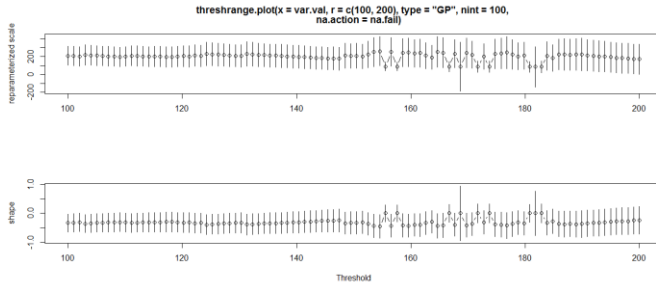 threshrange.plot(x = var.val, r = c(100, 200), type = "GP", nint = 100,
na.action = na.fail)
reparameterized scale
-200 0 200
100 120 140 160 180 200
shape
-1.0 0.0 1.0
100 120 140 160 180 200
Threshold